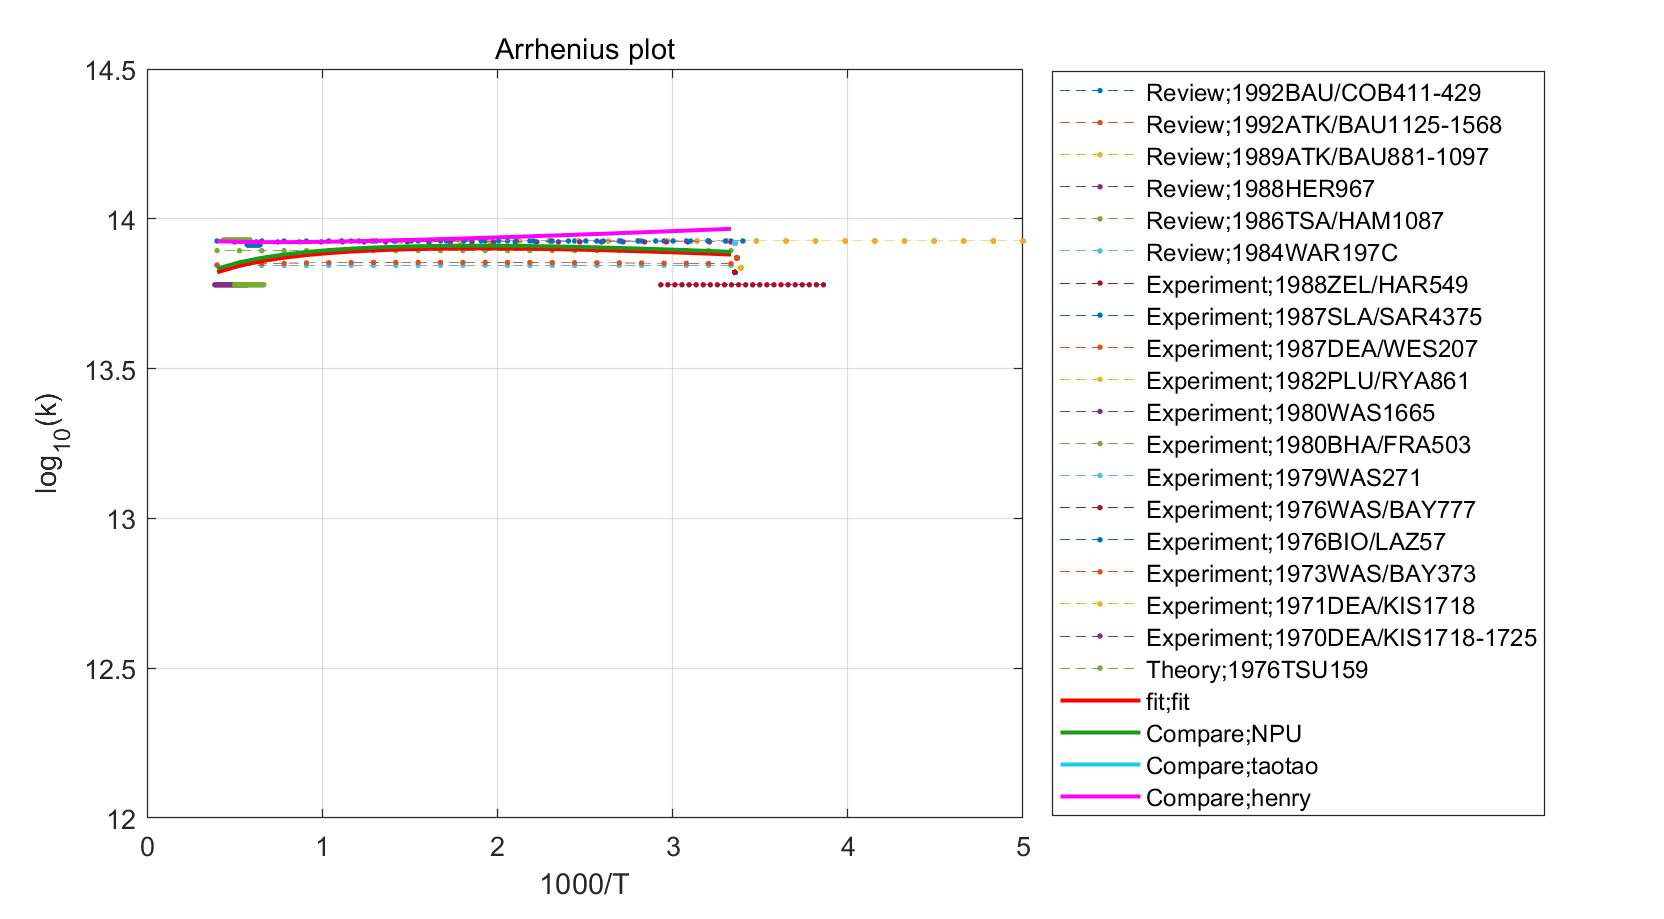 Arrhenius plot
14.5
14
13.5
13
12.5
12
log10(k)
0 1 2 3 4 5
1000/T
Review;1992BAU/COB411-429
Review;1992ATK/BAU1125-1568
Review;1989ATK/BAU881-1097
Review;1988HER967
Review;1986TSA/HAM1087
Review;1984WAR197C
Experiment;1988ZEL/HAR549
Experiment;1987SLA/SAR4375
Experiment;1987DEA/WES207
Experiment;1982PLU/RYA861
Experiment;1980WAS1665
Experiment;1980BHA/FRA503
Experiment;1979WAS271
Experiment;1976WAS/BAY777
Experiment;1976BIO/LAZ57
Experiment;1973WAS/BAY373
Experiment;1971DEA/KIS1718
Experiment;1970DEA/KIS1718-1725
Theory;1976TSU159
fit;fit
Compare;NPU
Compare;taotao
Compare;henry